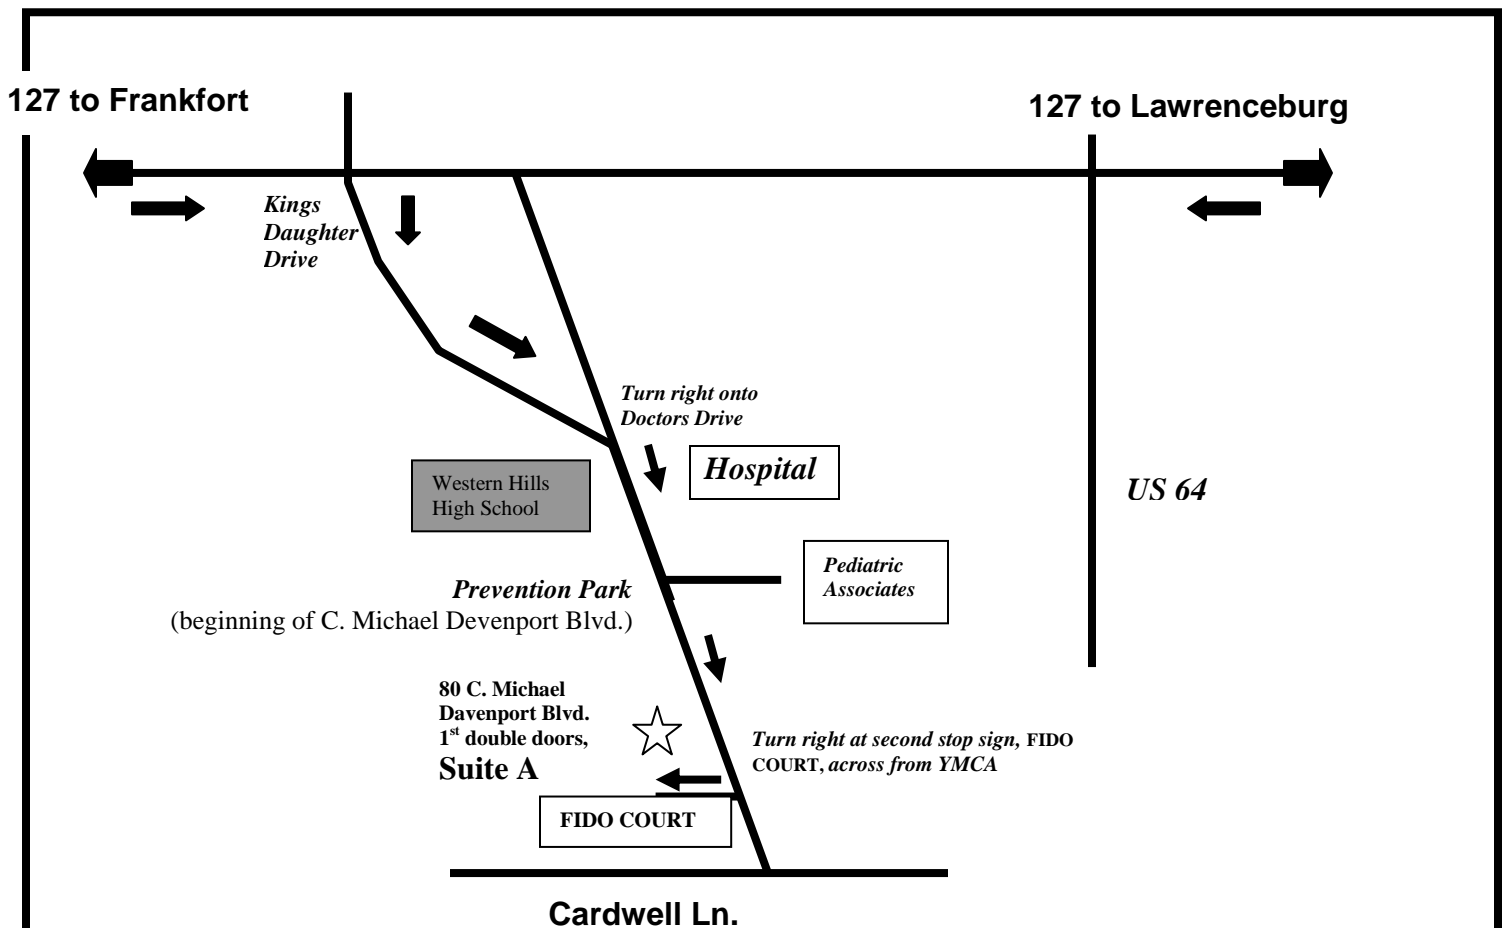 127 to Frankfort
127 to Lawrenceburg
Kings
Daughter
Drive
Turn right onto
Doctors Drive
Hospital
Western Hills
High School
US 64
Pediatric
Associates
Prevention Park
(beginning of C. Michael Devenport Blvd.)
80 C. Michael
Davenport Blvd.
1st double doors,
Suite A
Turn right at second stop sign, FIDO
COURT, across from YMCA
FIDO COURT
Cardwell Ln.